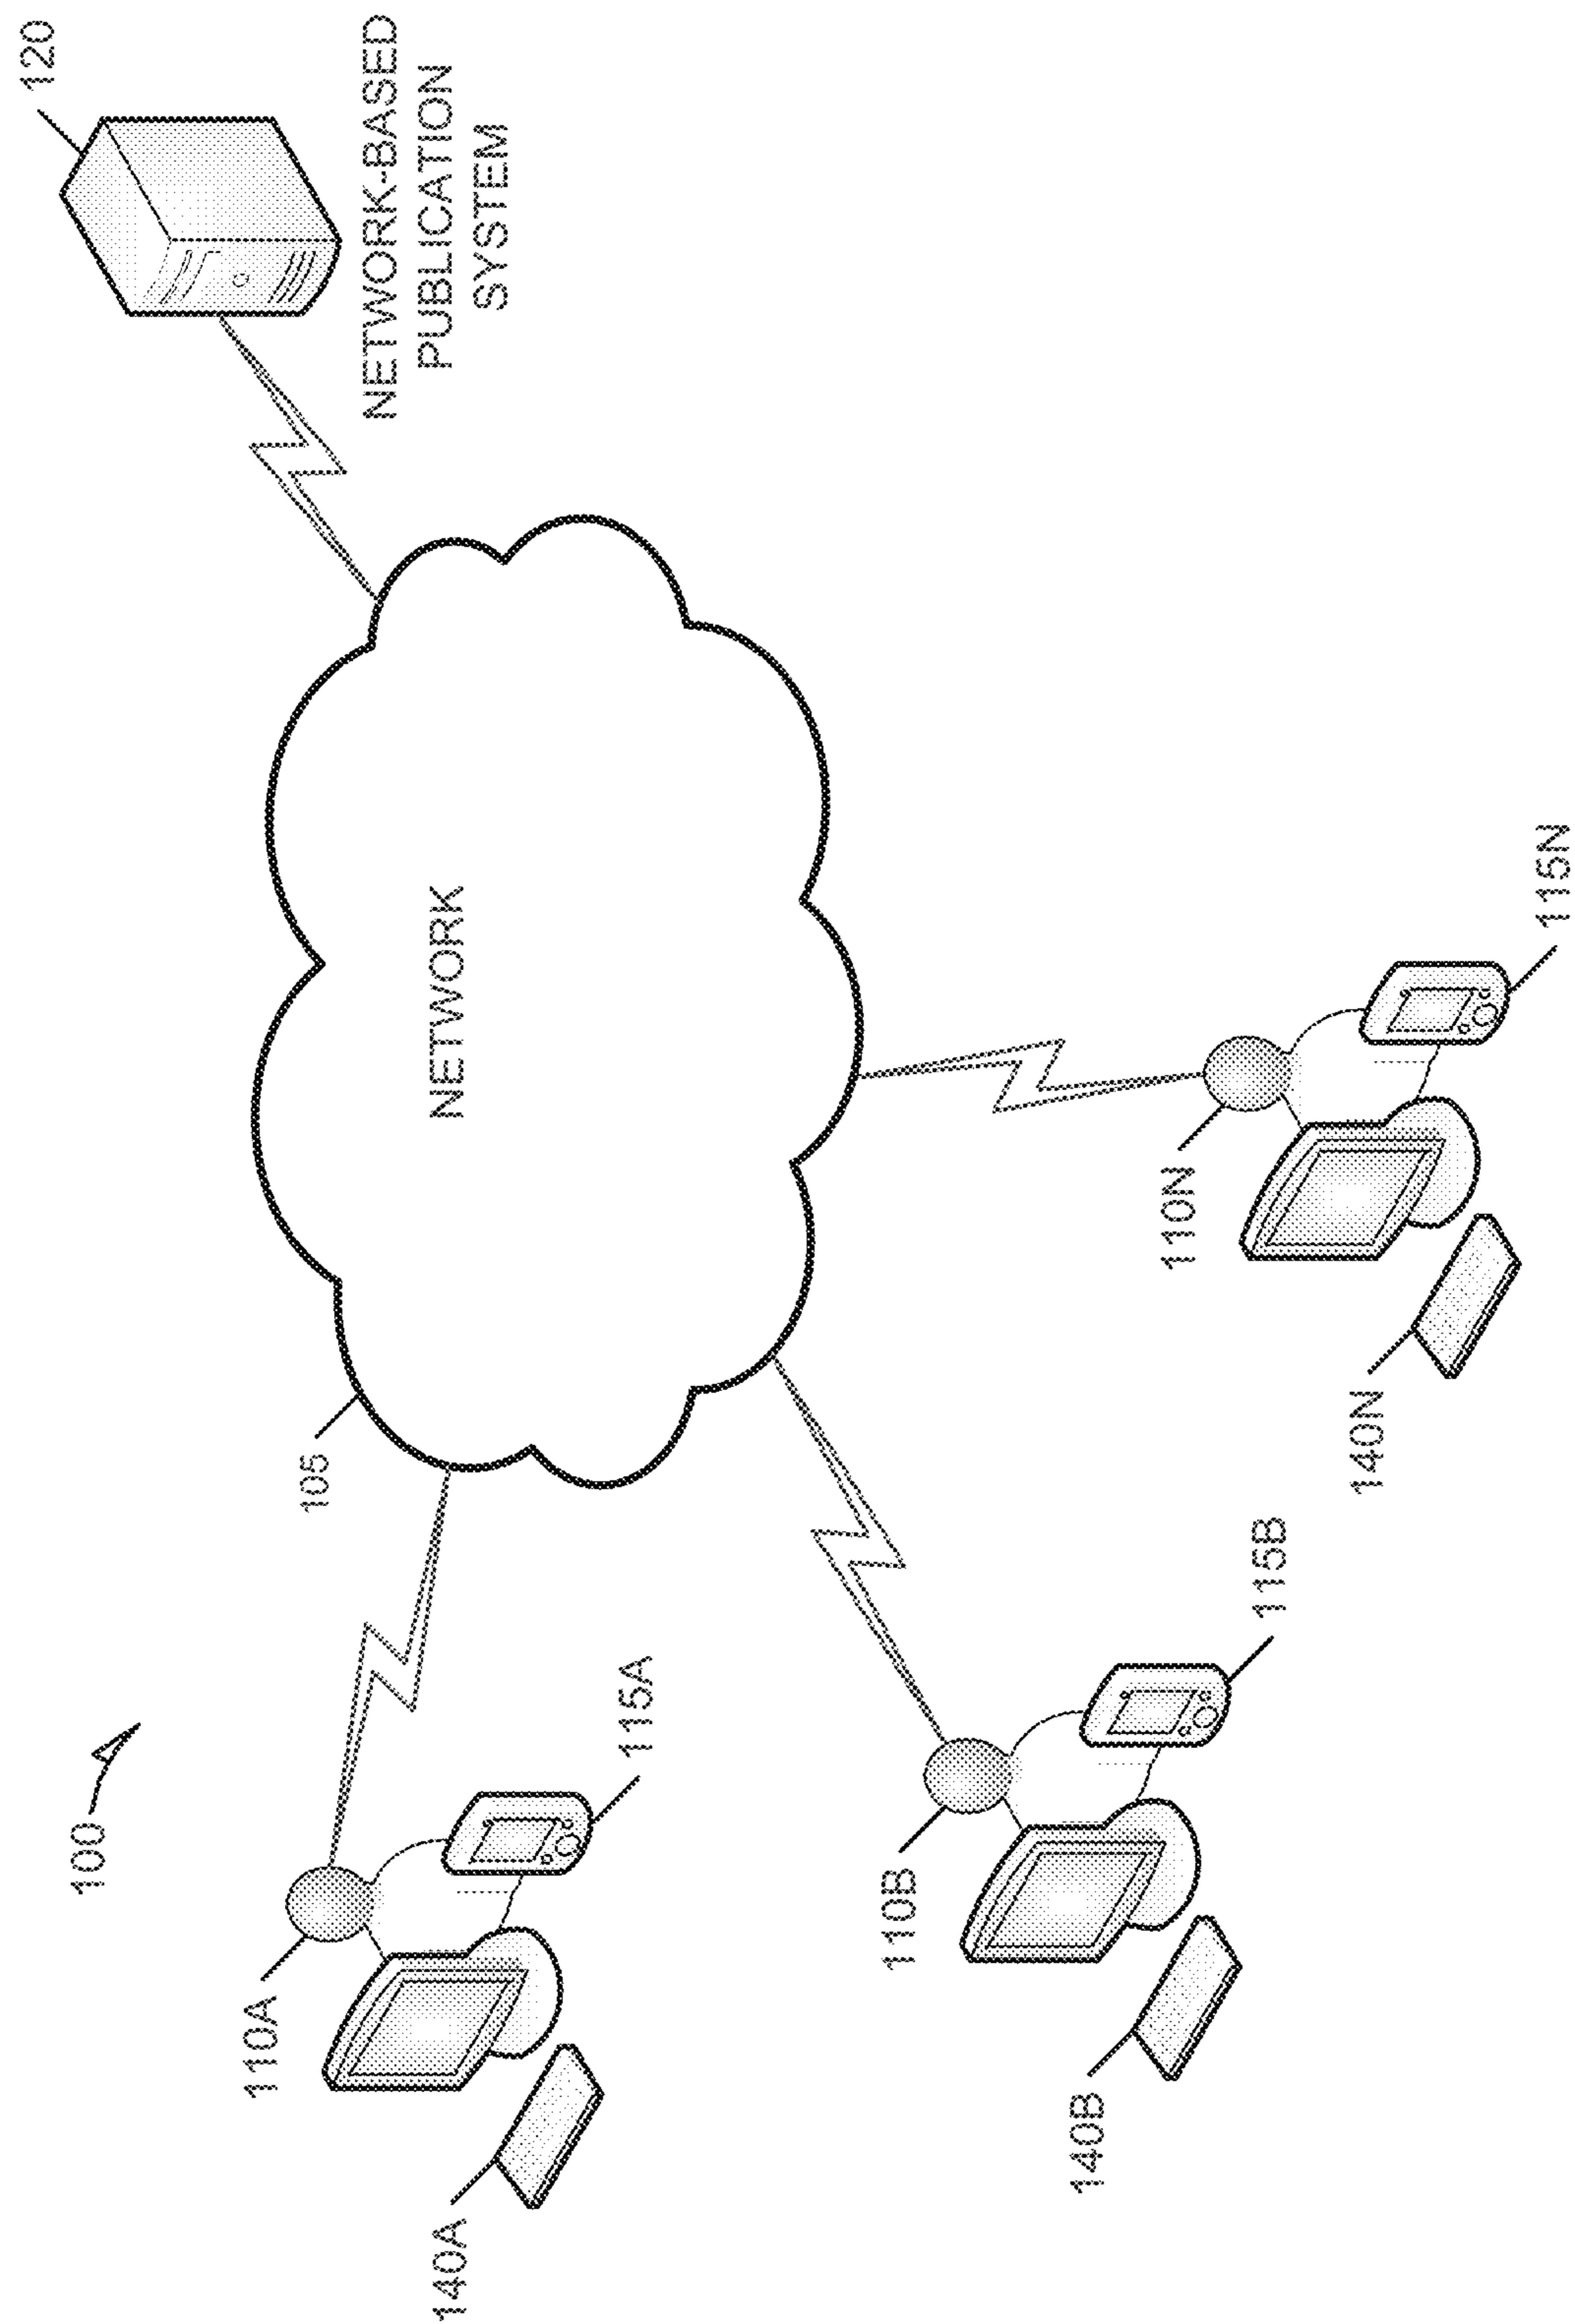 100
120
NETWORK-BASED
PUBLICATION
SYSTEM
105
NETWORK
110A
115A
140A
110B
115B
140B
110N
115N
140N